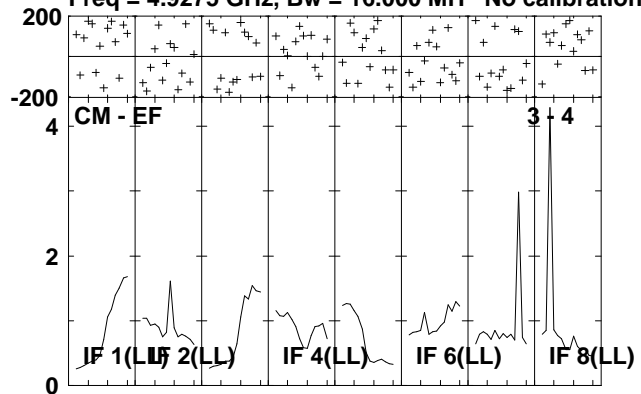 Freq = 4.9275 GHz, Bw = 16.000 MH No calibration
200
-200
CM - EF
3 - 4
4
2
0
IF 1(LL)
IF 2(LL)
IF 4(LL)
IF 6(LL)
IF 8(LL)